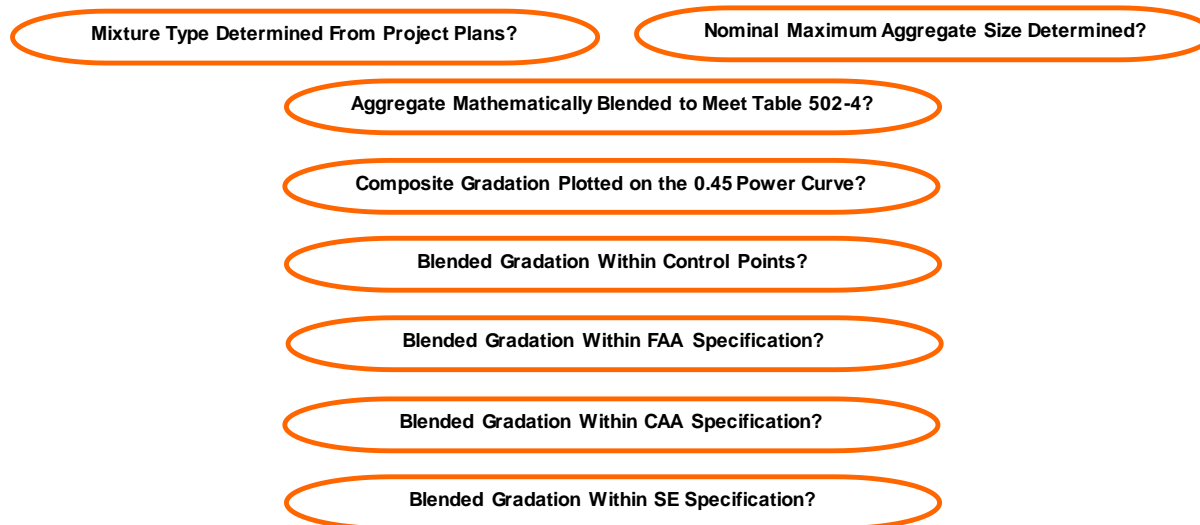 Mixture Type Determined From Project Plans?
Nominal Maximum Aggregate Size Determined?
Aggregate Mathematically Blended to Meet Table 502-4?
Composite Gradation Plotted on the 0.45 Power Curve?
Blended Gradation Within Control Points?
Blended Gradation Within FAA Specification?
Blended Gradation Within CAA Specification?
Blended Gradation Within SE Specification?